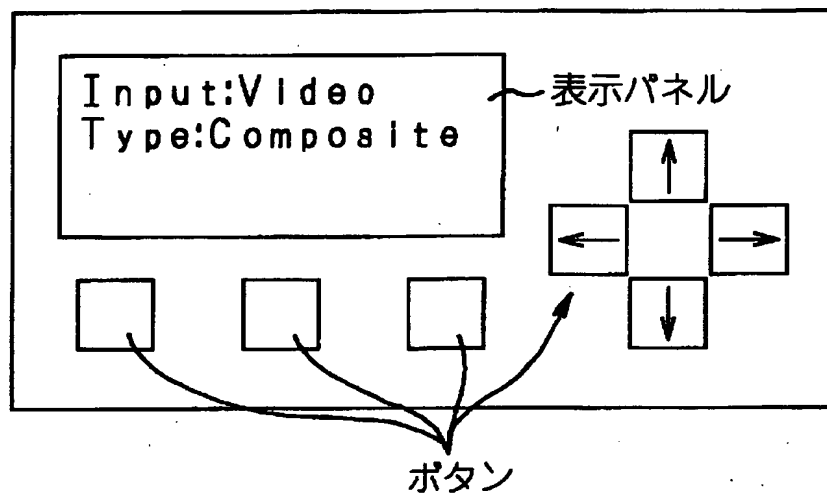 Input:Video
Type:Composite
表示パネル
↑
← →
↓
ボタン